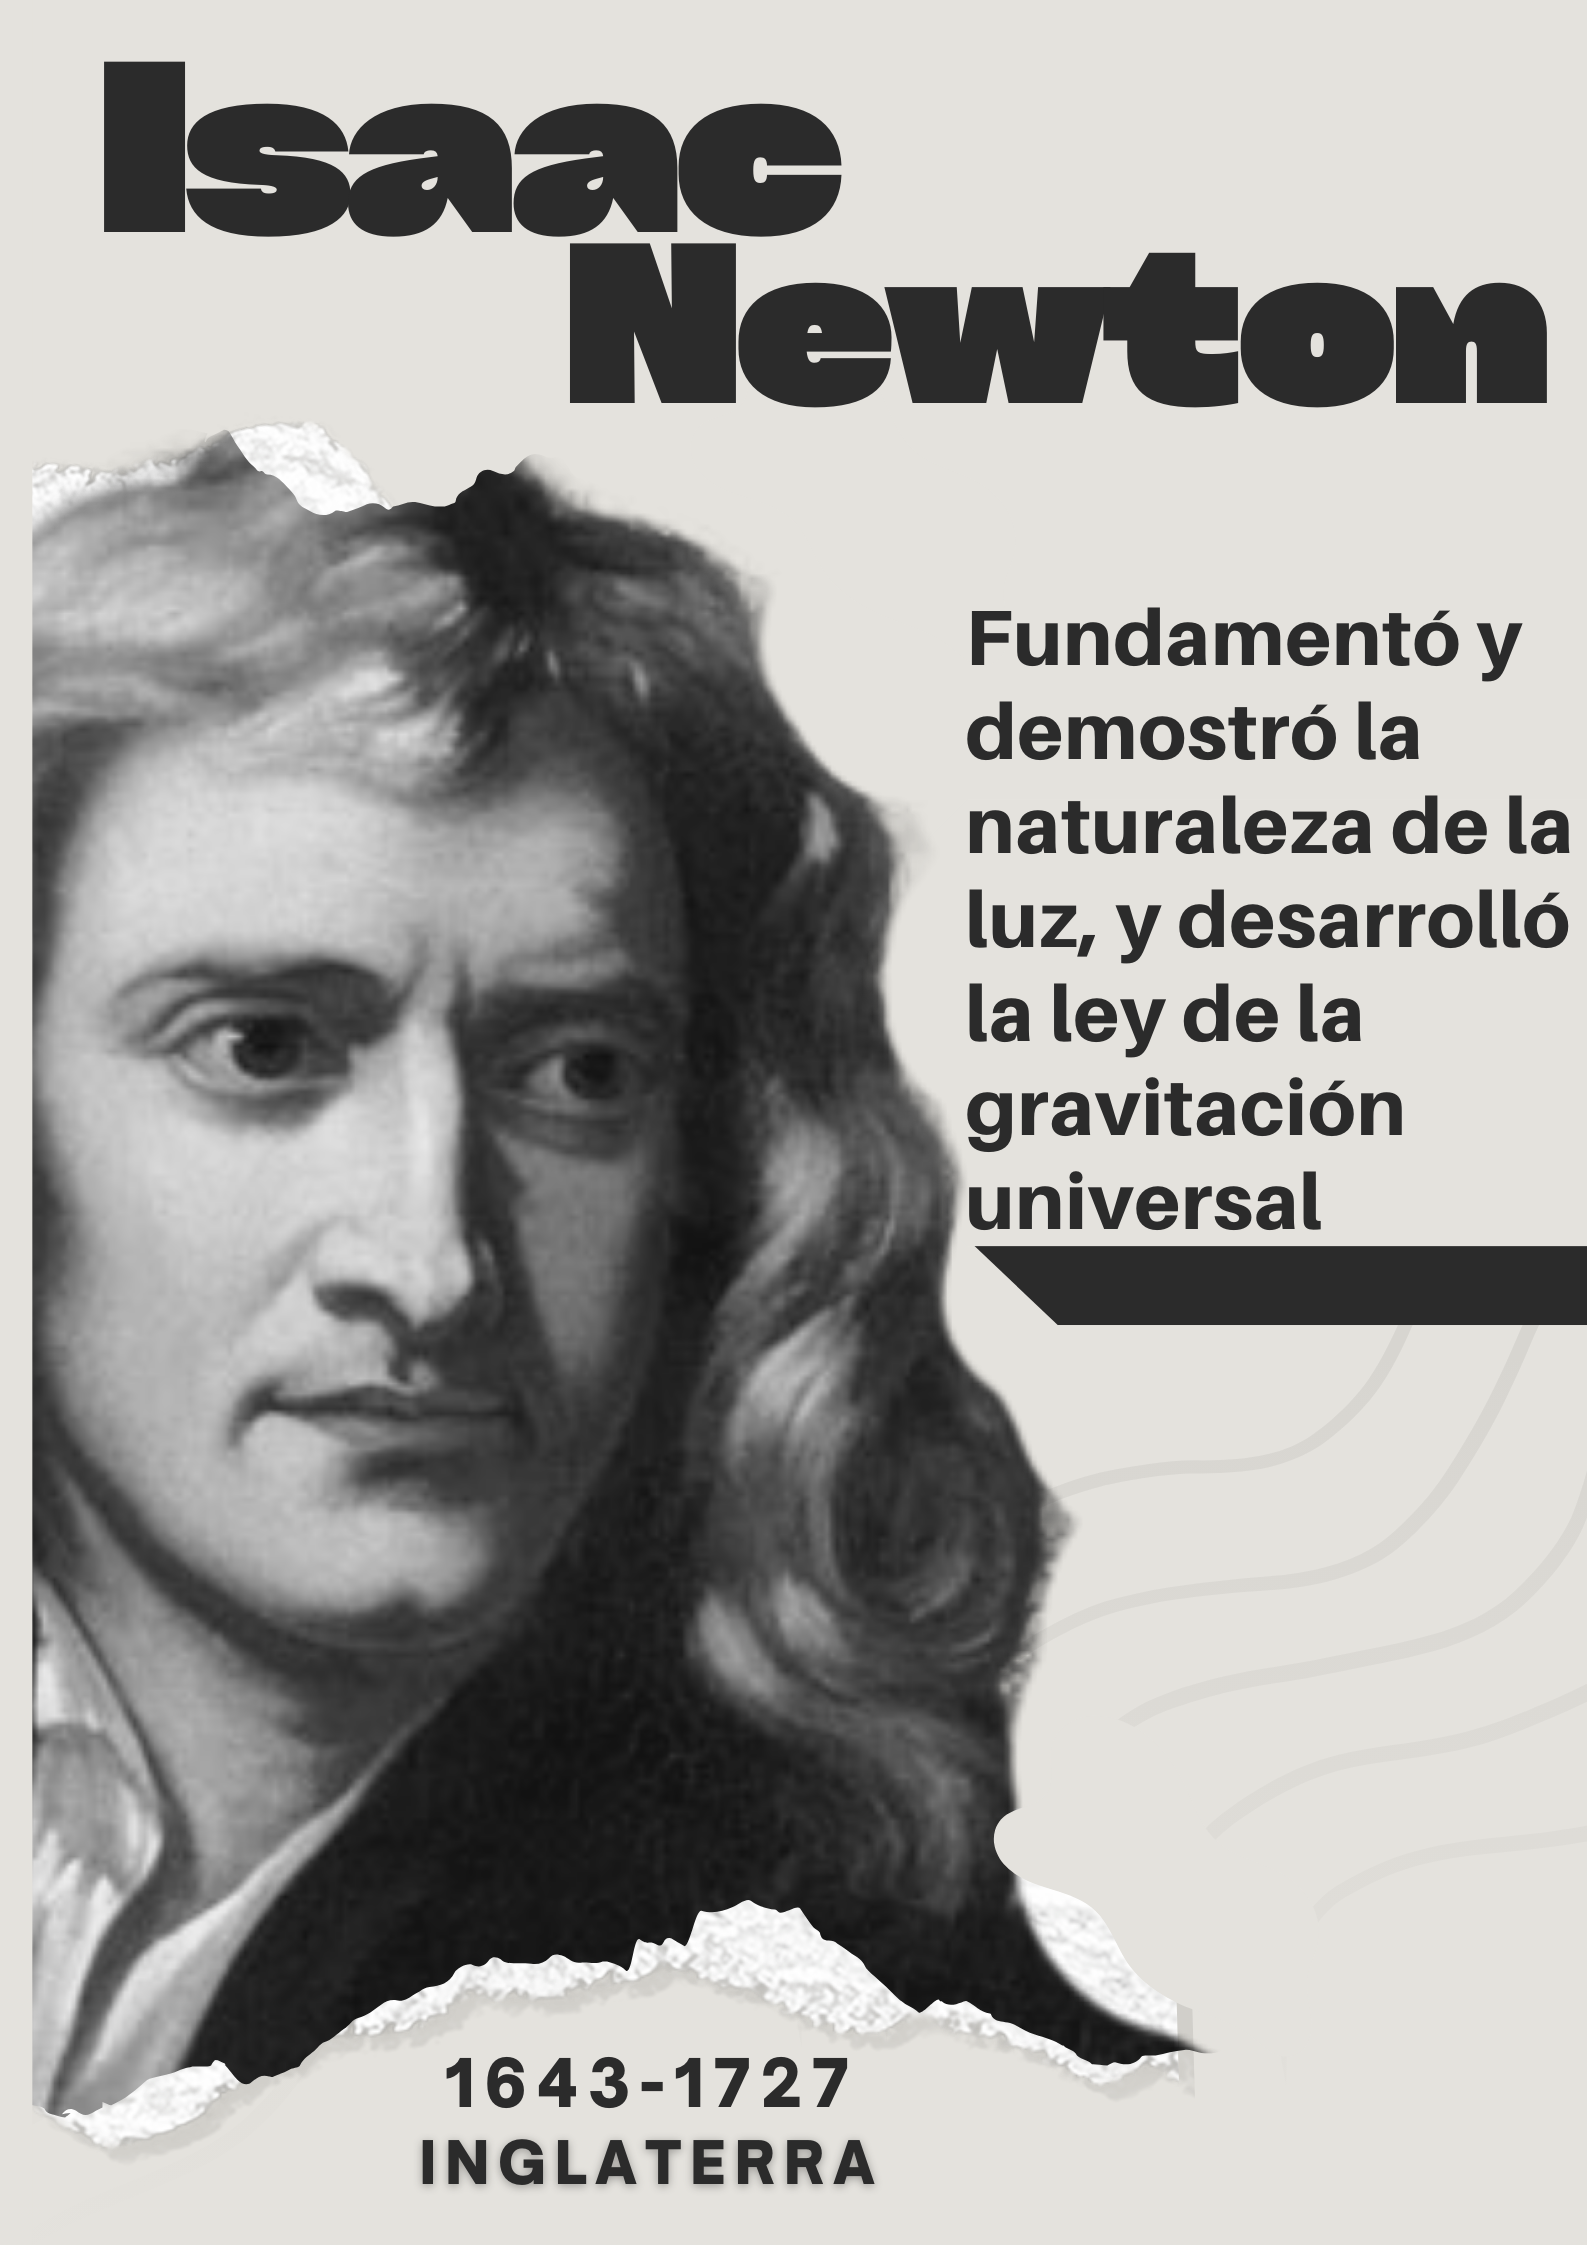 Isaac
Newton
Fundamentó y
demostró la
naturaleza de la
luz, y desarrolló
la ley de la
gravitación
universal
1643-1727
INGLATERRA